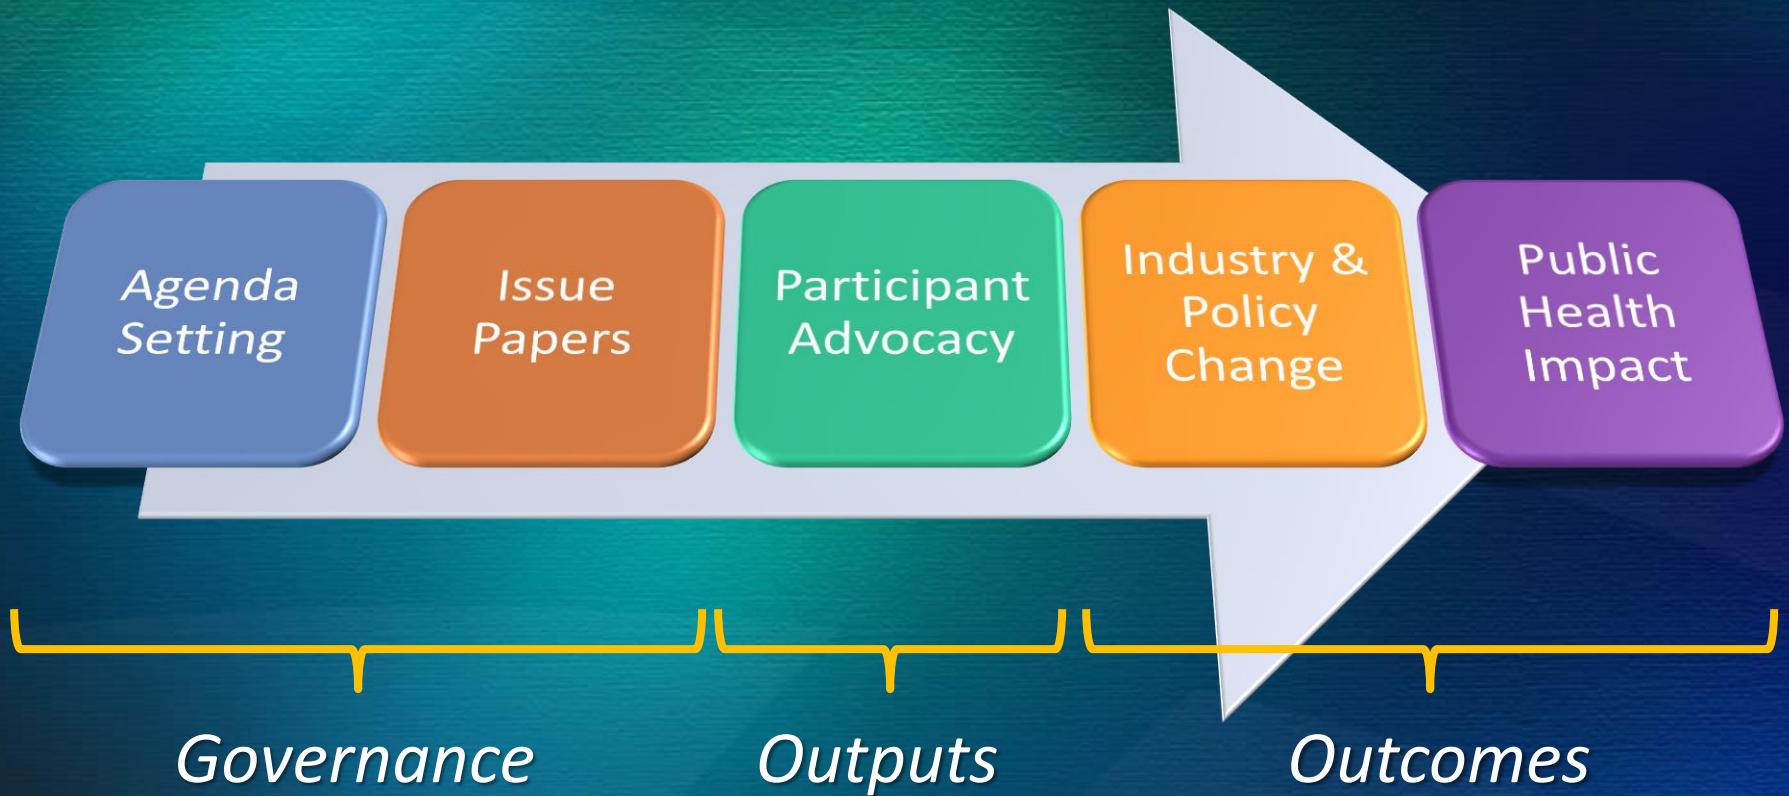 Agenda
Setting
Issue
Papers
Participant
Advocacy
Industry &
Policy
Change
Public
Health
Impact
Governance
Outputs
Outcomes